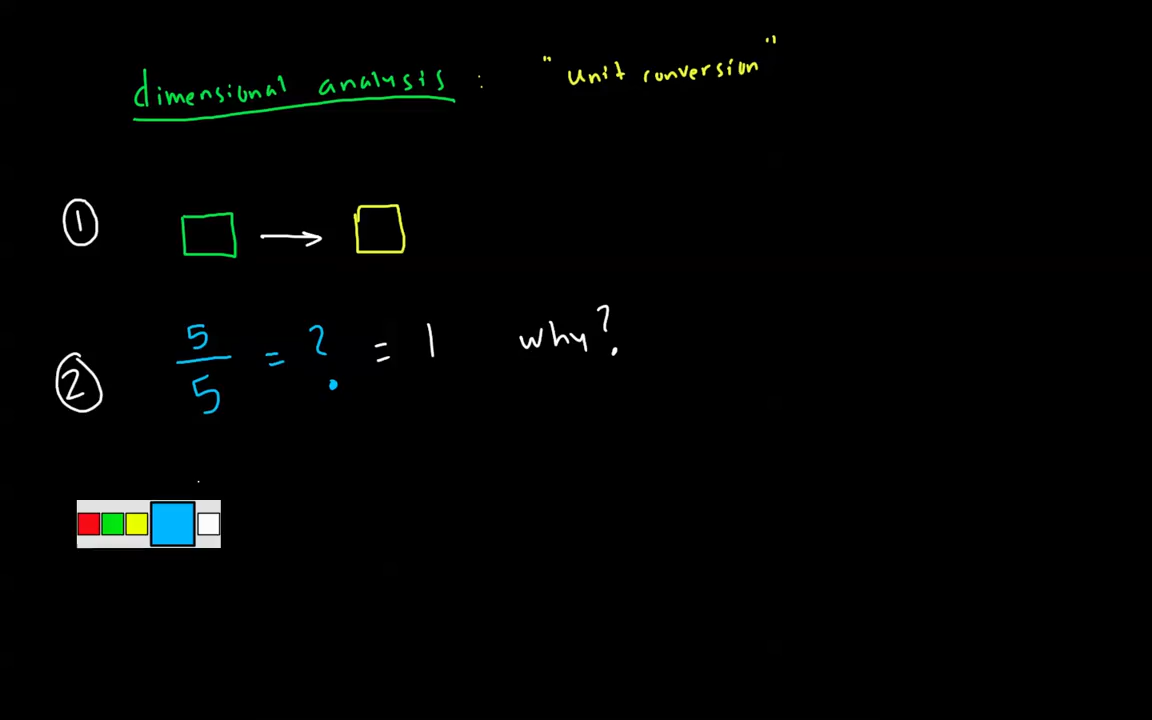 dimensional analysis : "unit conversion"
1 →
2 5/5 = ? = 1 why?